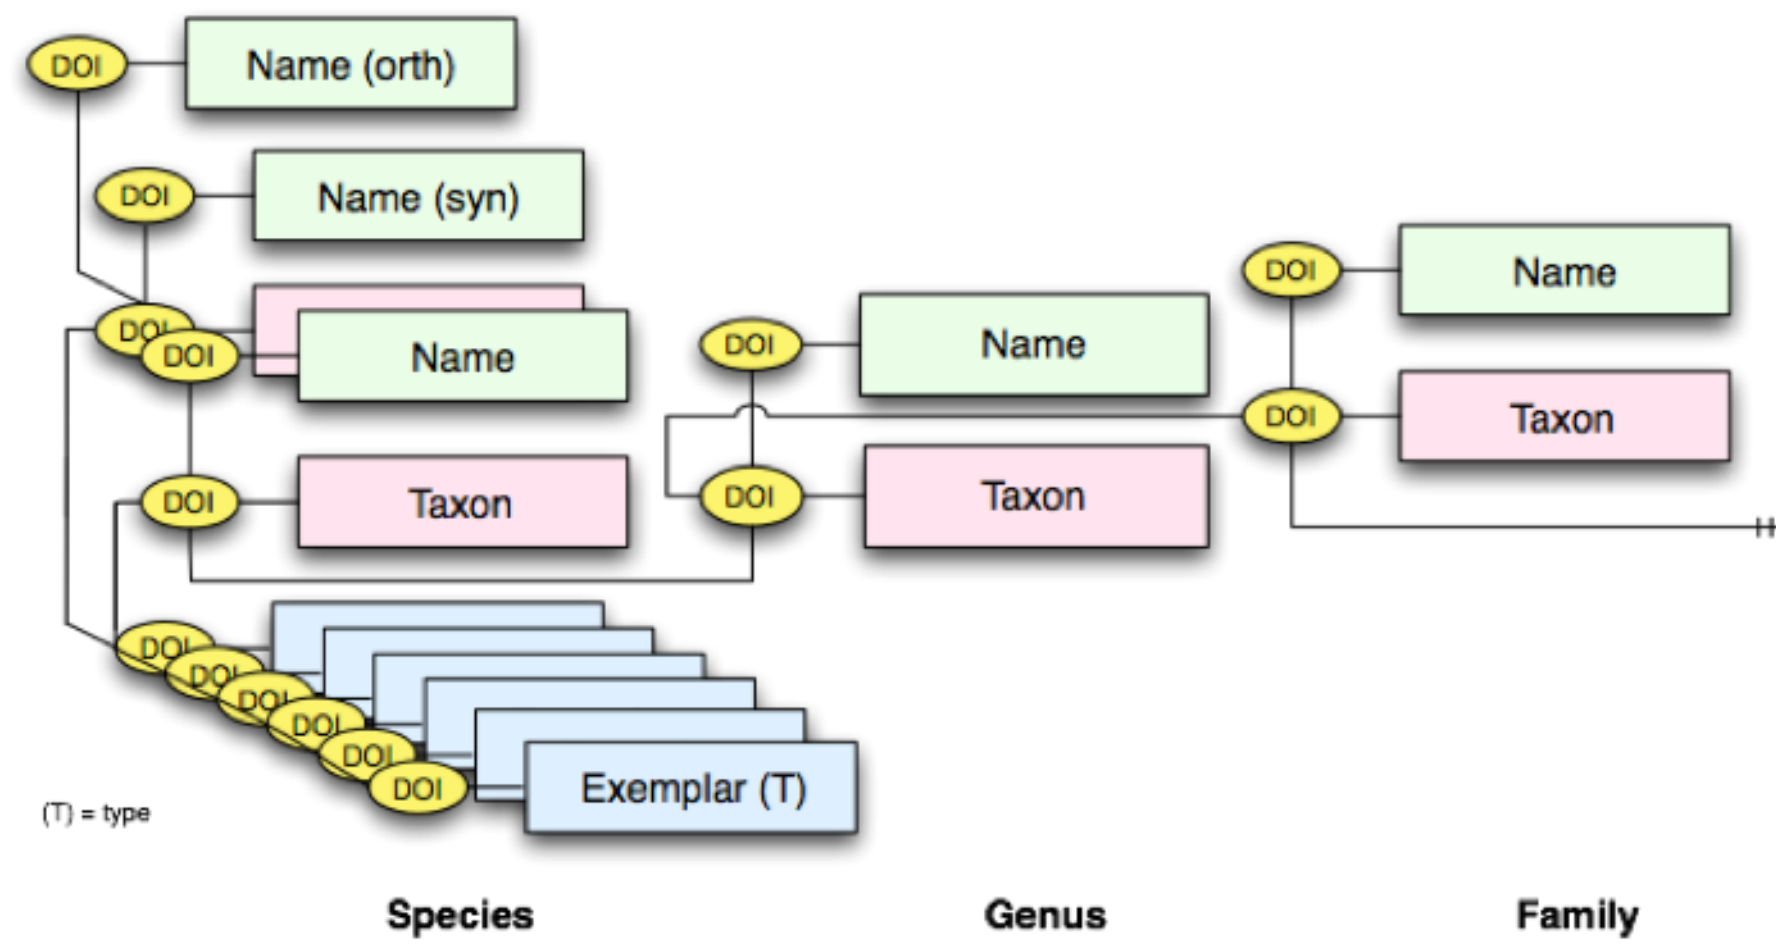 DOI Name (orth)
DOI Name (syn)
DOI
DOI Name
DOI Taxon
DOI
DOI
DOI
DOI
DOI
DOI Exemplar (T)
(T) = type
Species
DOI Name
DOI Taxon
Genus
DOI Name
DOI Taxon
Family